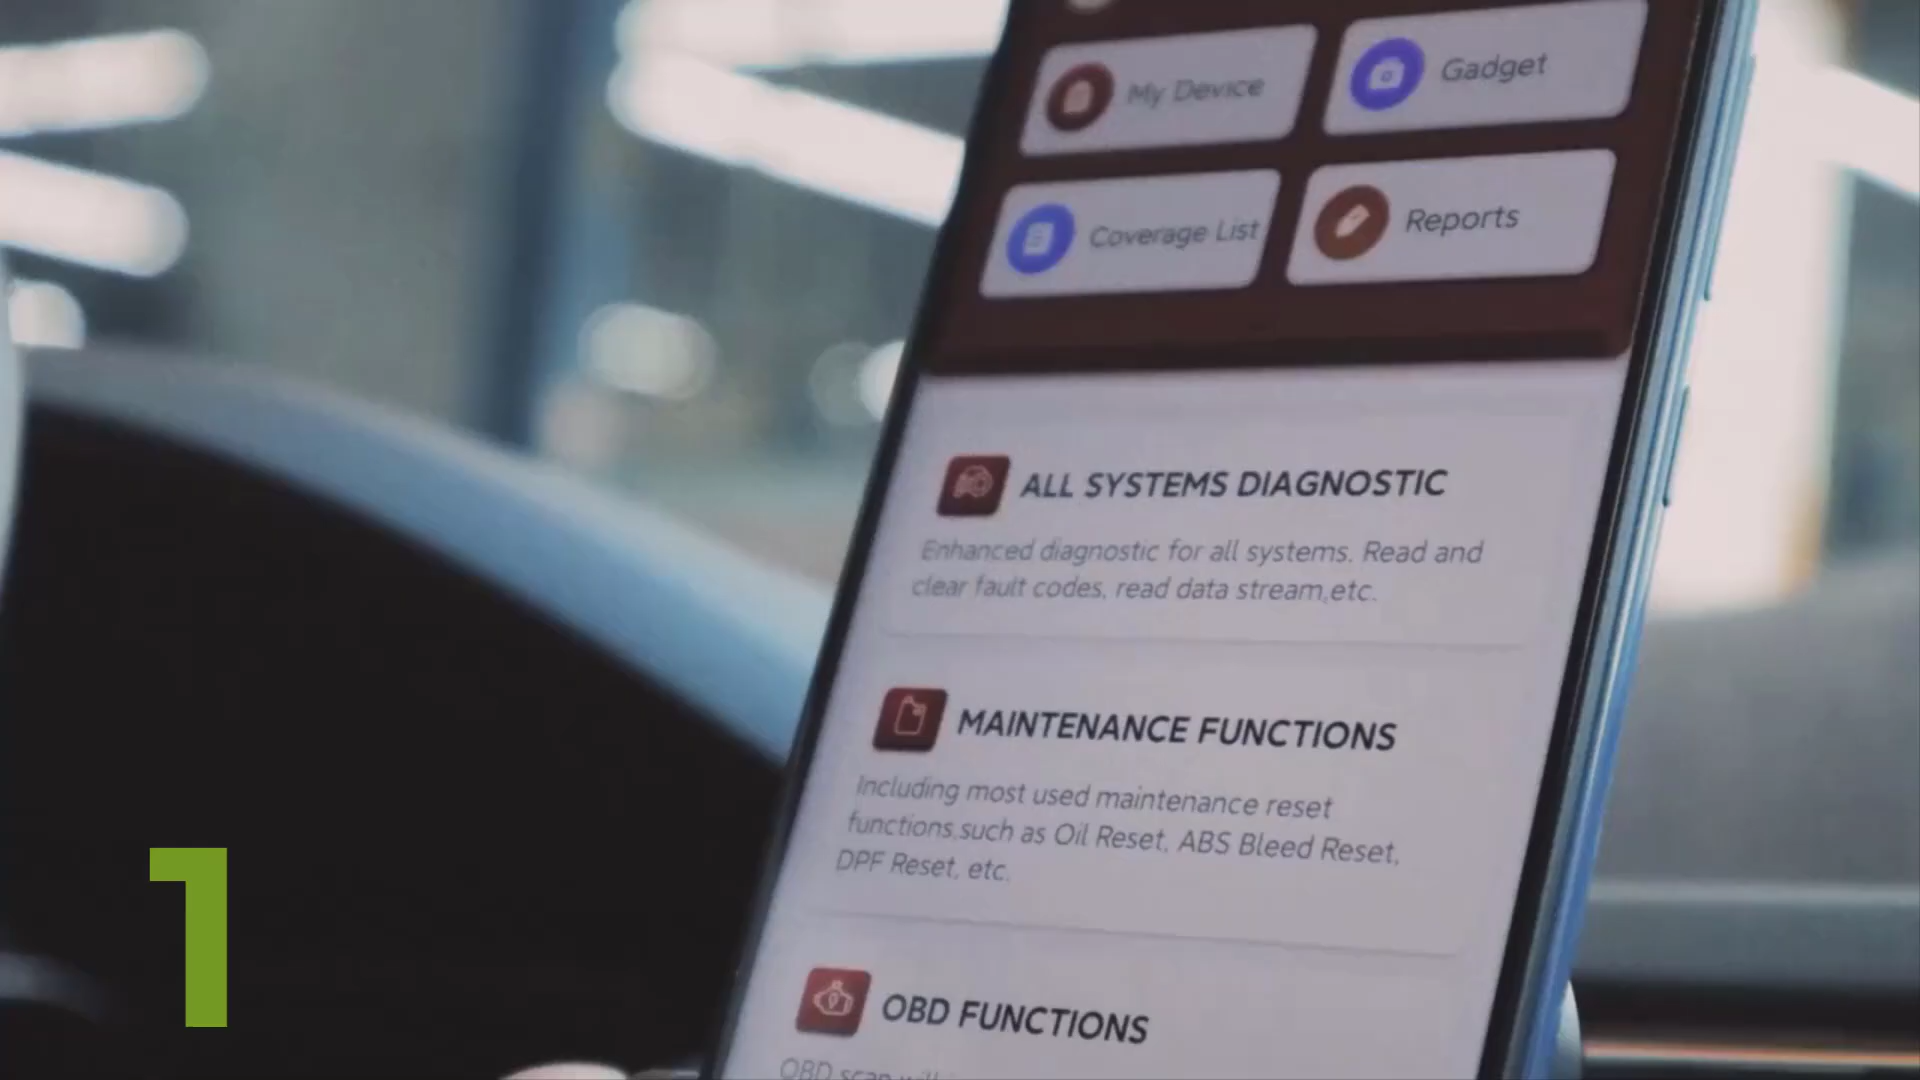 My Device
Gadget
Coverage List
Reports
ALL SYSTEMS DIAGNOSTIC
Enhanced diagnostic for all systems. Read and
clear fault codes, read data stream,etc.
MAINTENANCE FUNCTIONS
Including most used maintenance reset
functions,such as Oil Reset, ABS Bleed Reset,
DPF Reset, etc.
OBD FUNCTIONS
OBD scan
1